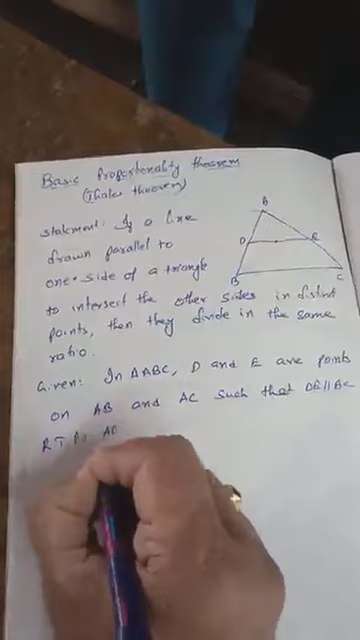 Basic Proportionality theorem
(Thales theorem)
Statement: If a line
drawn parallel to
one side of a triangle
to intersect the other sides in distinct
points, then they divide in the same
ratio.
Given: In ΔABC, D and E are points
on AB and AC such that DE||BC
R.T.P:
D
B
C